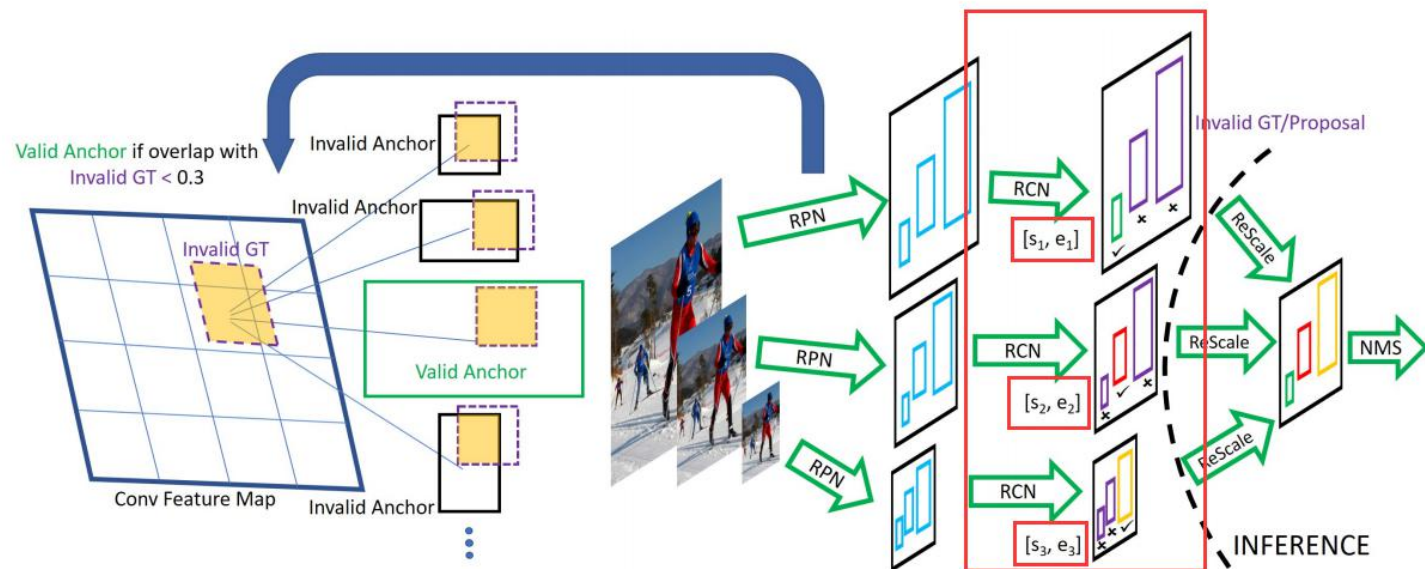 Valid Anchor if overlap with
Invalid GT < 0.3
Invalid GT
Conv Feature Map
Invalid Anchor
Invalid Anchor
Valid Anchor
Invalid Anchor
5
RPN
RPN
RPN
RCN
[s₁, e₁]
RCN
[s₂, e₂]
RCN
[s₃, e₃]
Invalid GT/Proposal
ReScale
ReScale
ReScale
NMS
INFERENCE